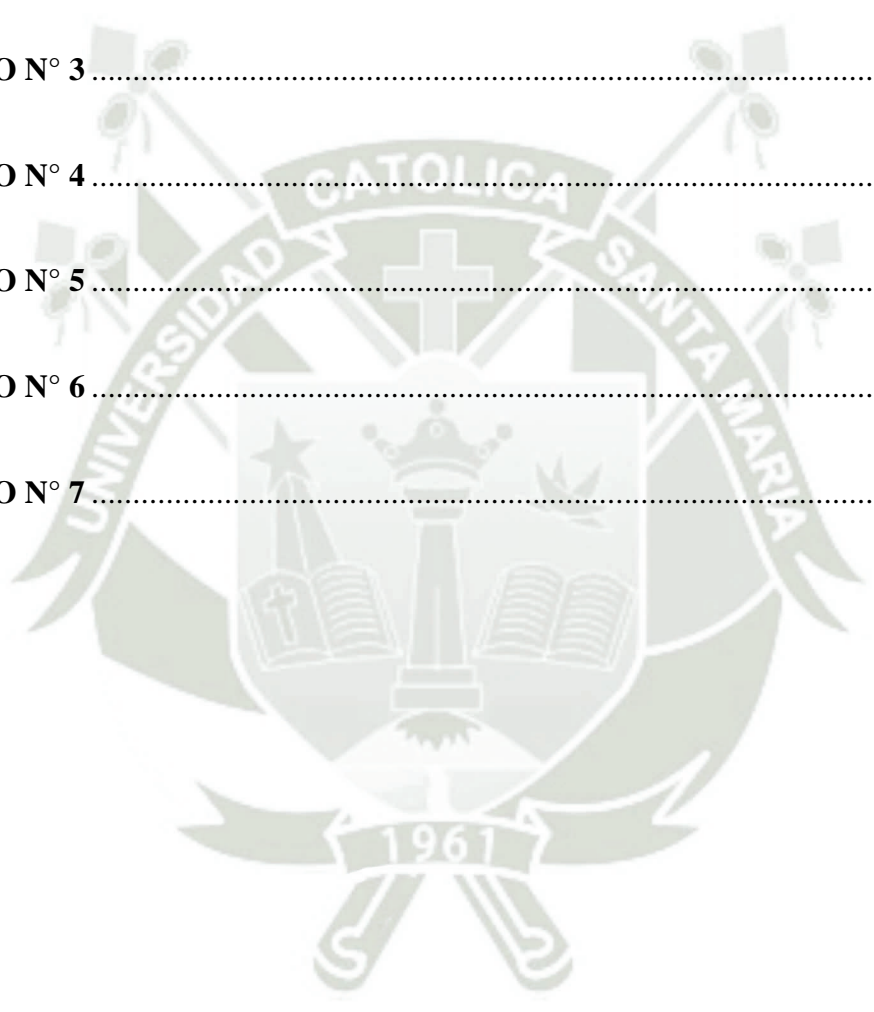 O N° 3
O N° 4
CATOLICA
O N° 5
UNIVERSIDAD
SANTA MARIA
O N° 6
O N° 7
1961